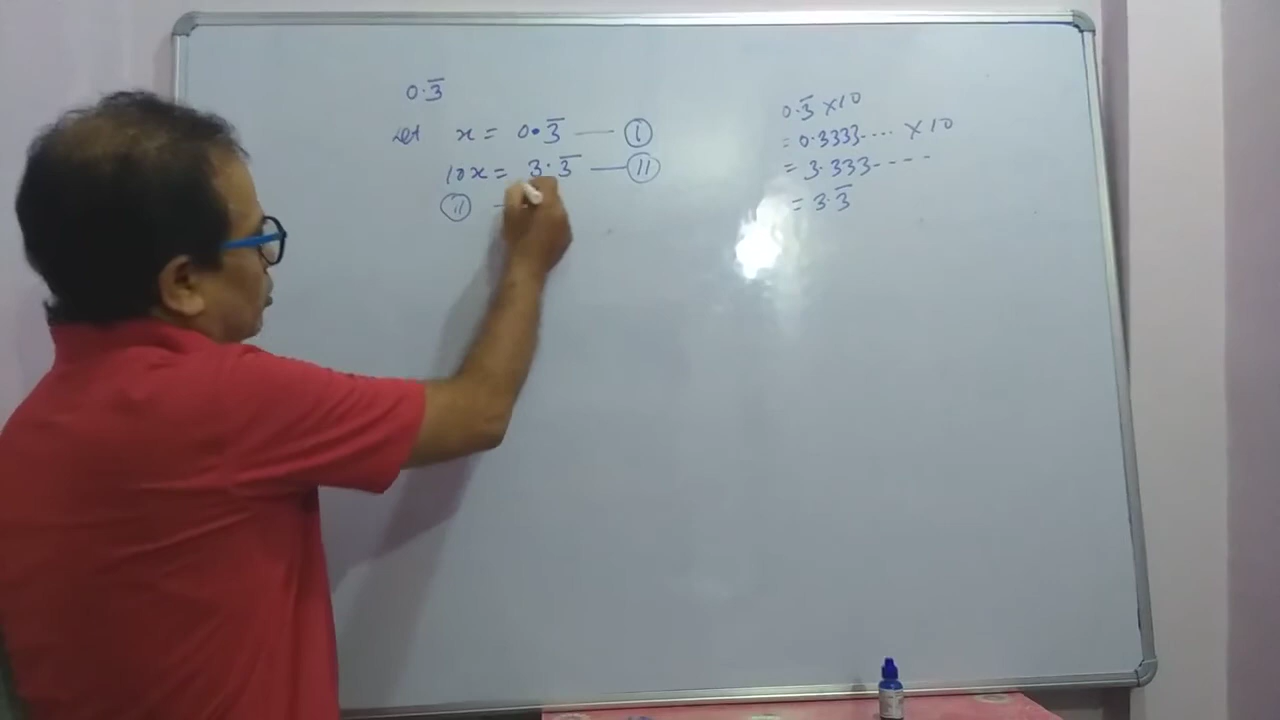 0.3̅
Let x = 0.3̅ — (I)
10x = 3.3̅ — (II)
(II) —
0.3̅ ×10
= 0.3333.... ×10
= 3.333----
= 3.3̅